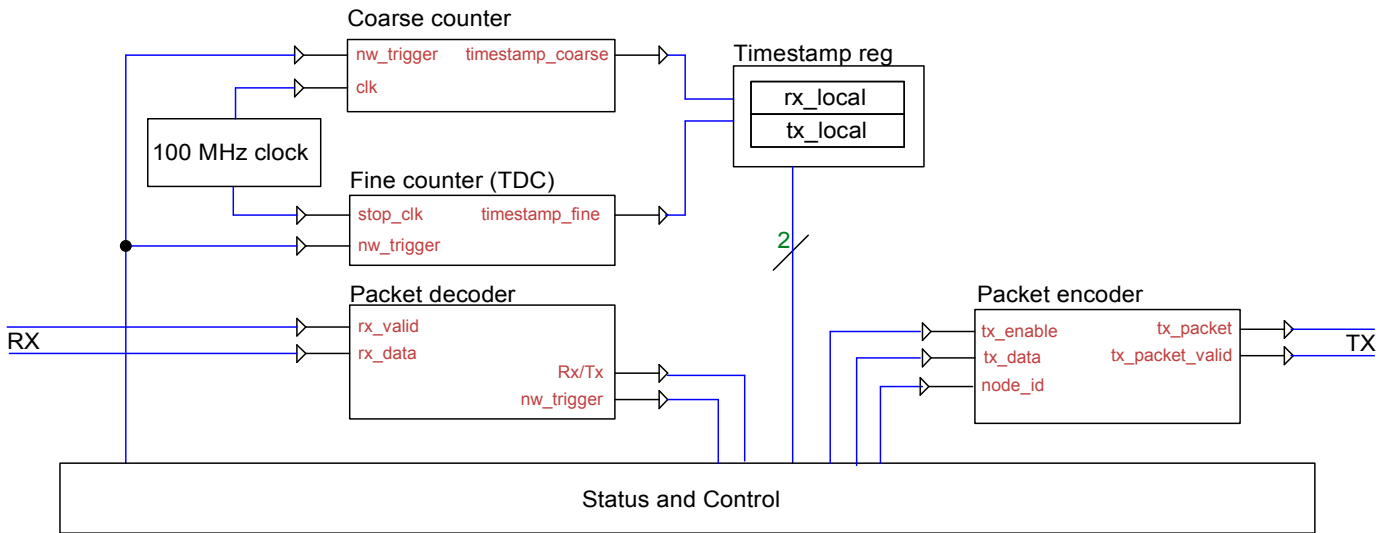 Coarse counter
nw_trigger timestamp_coarse
clk
Timestamp reg
rx_local
tx_local
100 MHz clock
Fine counter (TDC)
stop_clk timestamp_fine
nw_trigger
2
Packet decoder
rx_valid
rx_data
Rx/Tx
nw_trigger
RX
Packet encoder
tx_enable tx_packet
tx_data tx_packet_valid
node_id
TX
Status and Control